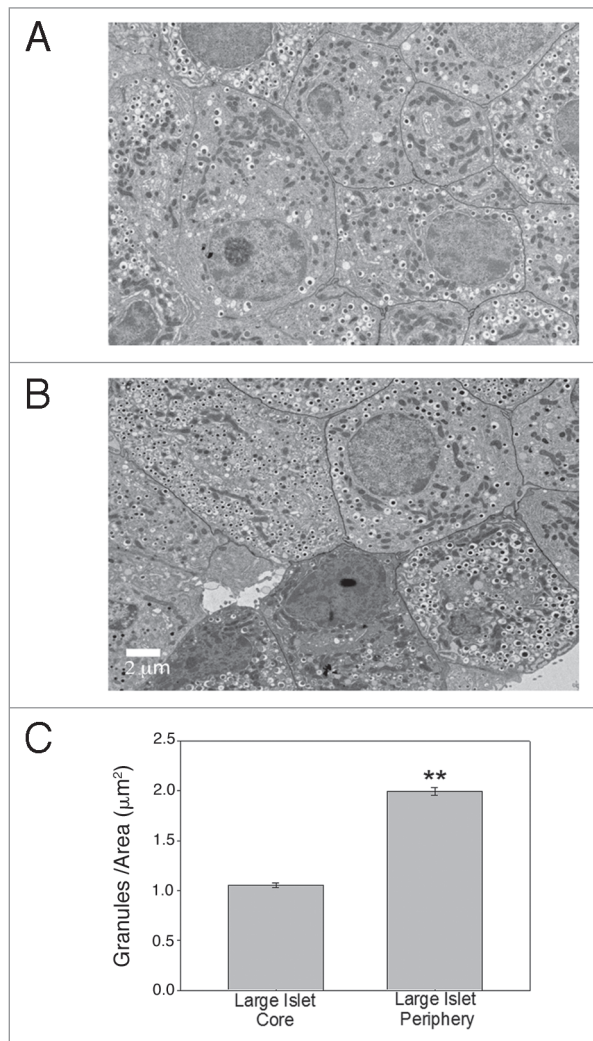 A
B
2 µm
C
Granules /Area (µm²)
2.5
2.0
1.5
1.0
0.5
0.0
**
Large Islet
Core
Large Islet
Periphery